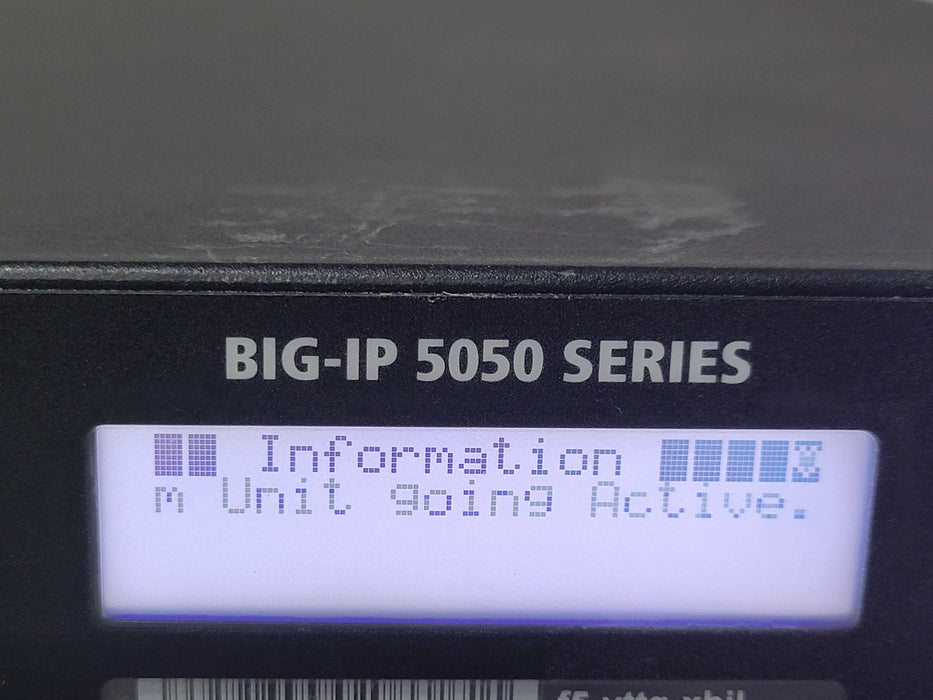 BIG-IP 5050 SERIES
Information
m Unit going Active.